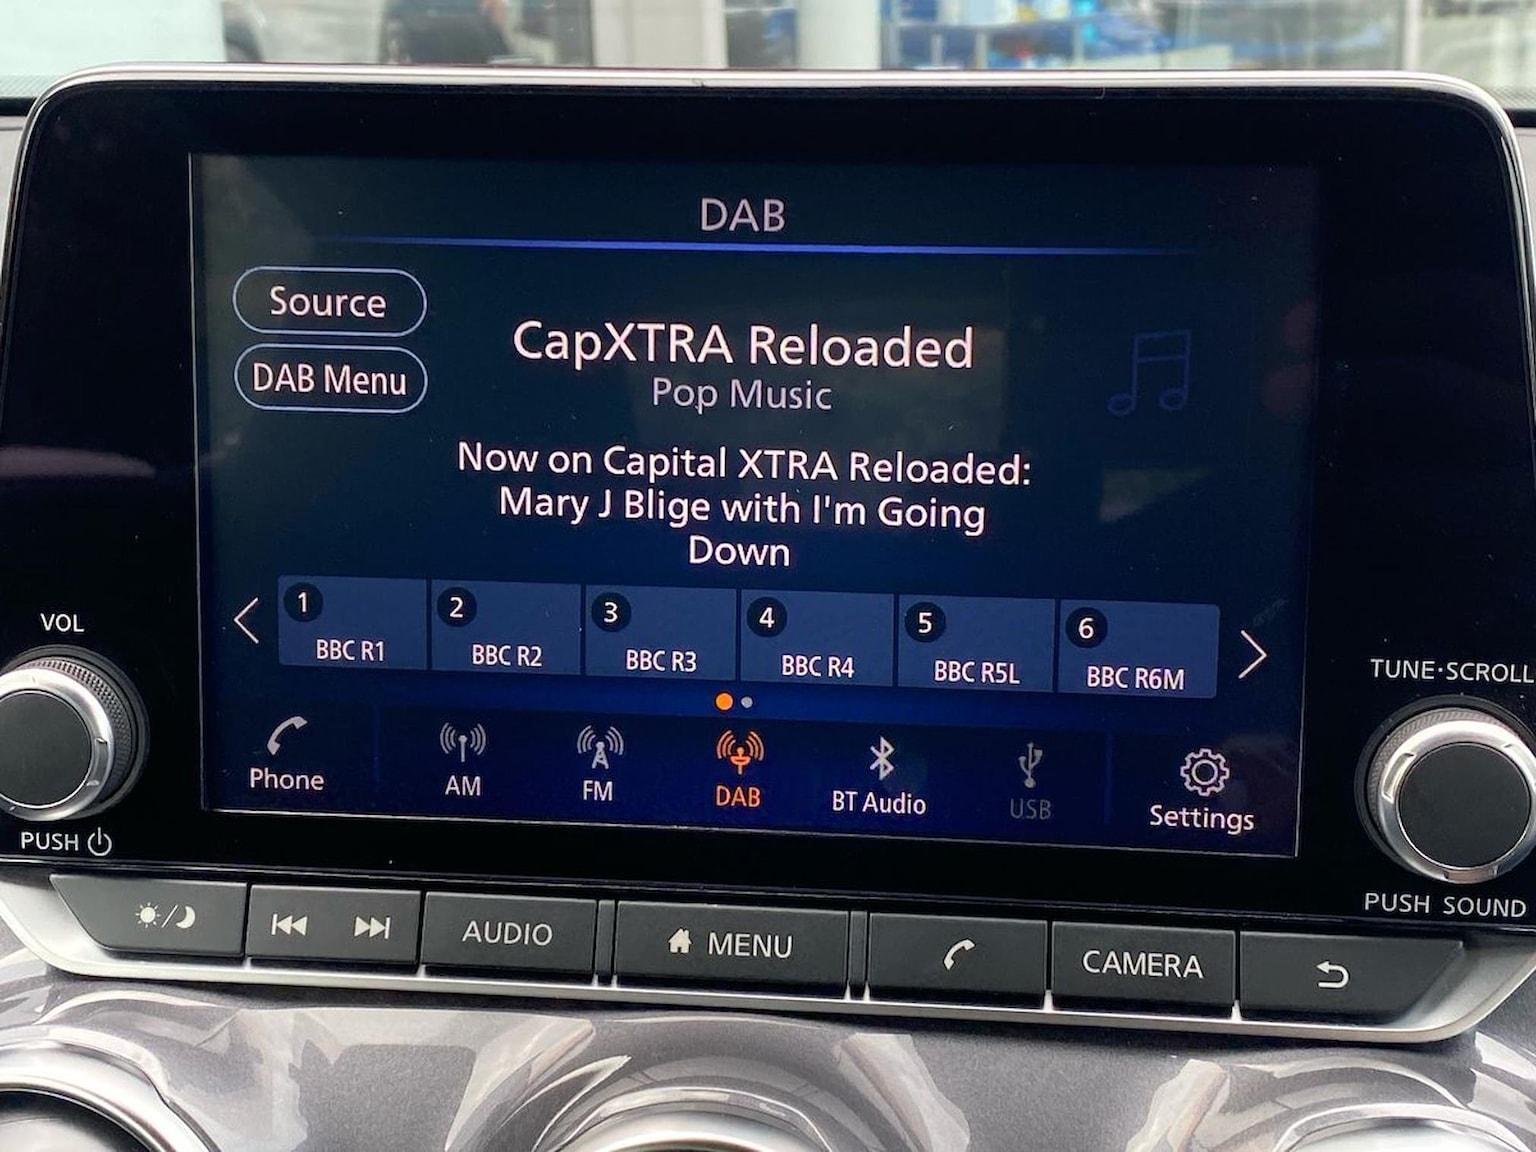 DAB
Source
CapXTRA Reloaded
DAB Menu
Pop Music
Now on Capital XTRA Reloaded:
Mary J Blige with I'm Going
Down
1 2 3 4 5 6
BBC R1 BBC R2 BBC R3 BBC R4 BBC R5L BBC R6M
VOL
TUNE·SCROLL
Phone AM FM DAB BT Audio USB Settings
PUSH
PUSH SOUND
AUDIO MENU CAMERA